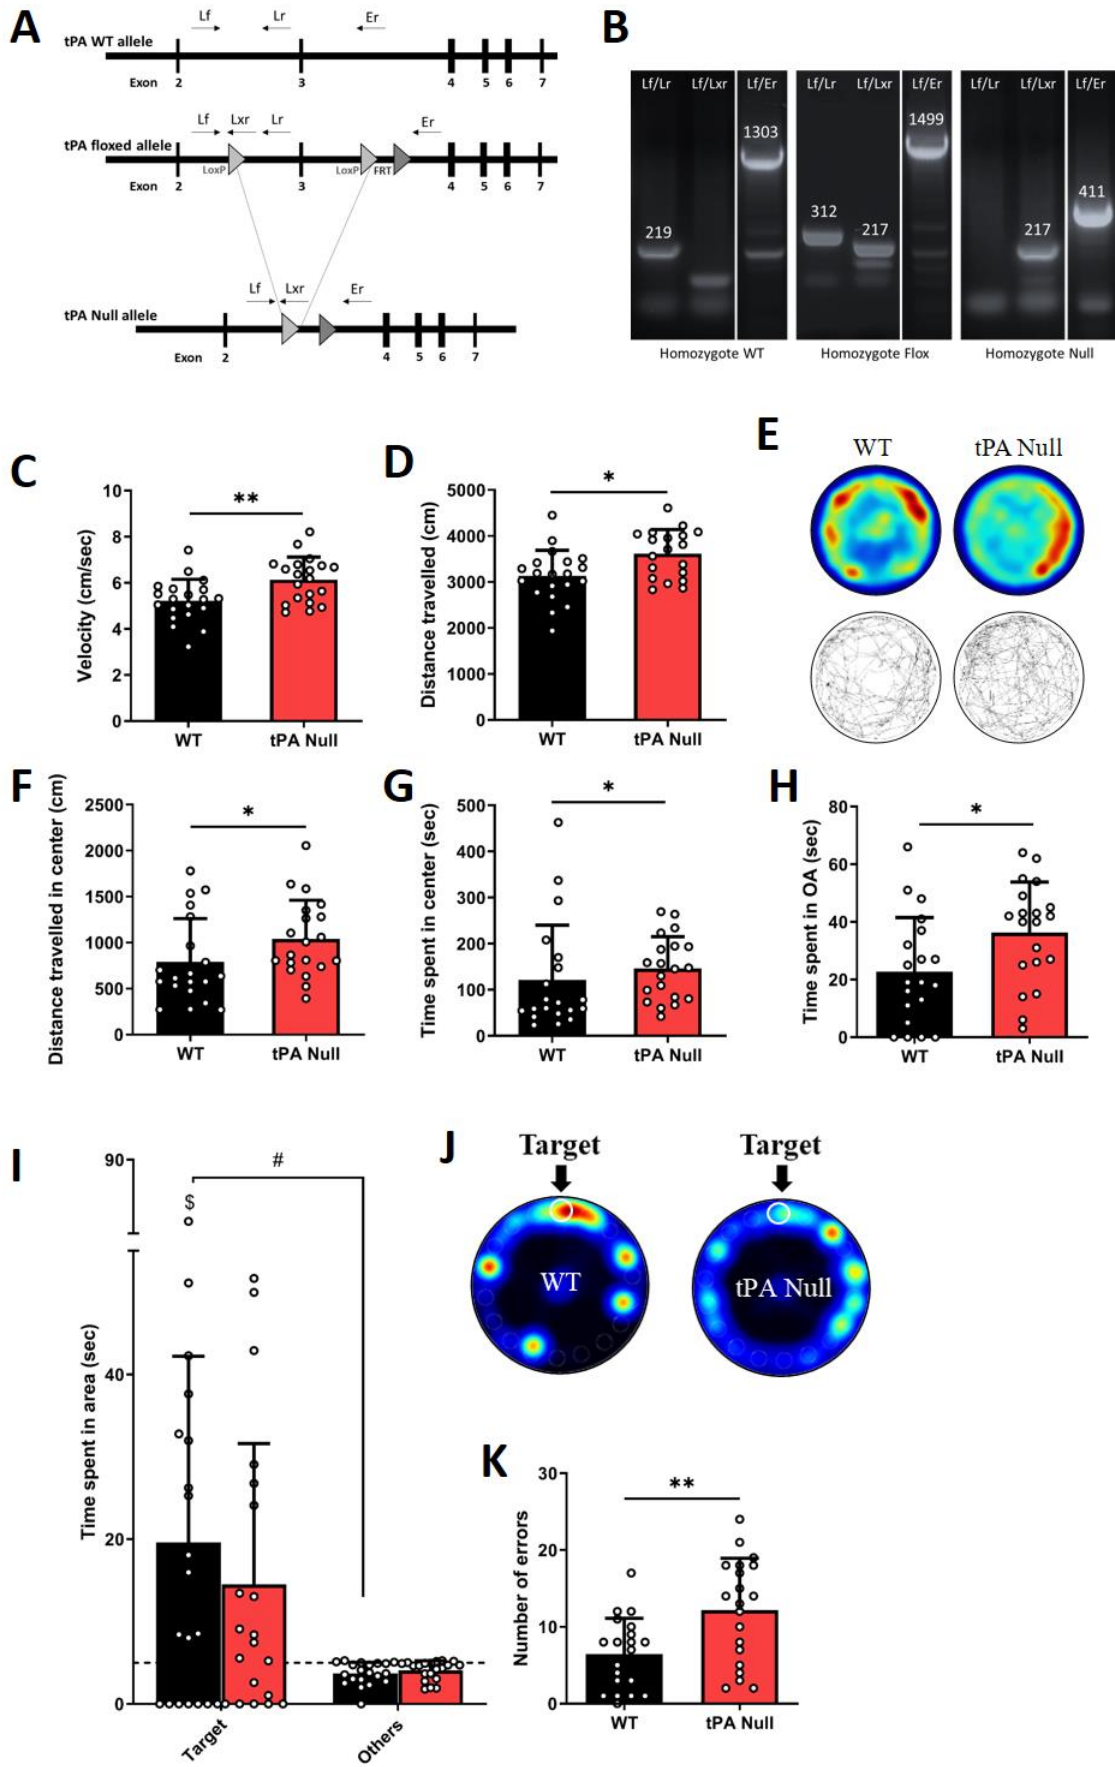 A
Lf Lr Er
tPA WT allele
Exon 2 3 4 5 6 7
Lf Lxr Lr Er
tPA floxed allele
LoxP LoxP FRT
Exon 2 3 4 5 6 7
Lf Lxr Er
tPA Null allele
Exon 2 4 5 6 7
B
Lf/Lr Lf/Lxr Lf/Er Lf/Lr Lf/Lxr Lf/Er Lf/Lxr Lf/Er
1303 1499
219 312 217 217 411
Homozygote WT Homozygote Flox Homozygote Null
C
Velocity (cm/sec)
10
8
6
4
2
0
**
WT tPA Null
D
Distance travelled (cm)
5000
4000
3000
2000
1000
0
*
WT tPA Null
E
WT tPA Null
F
Distance travelled in center (cm)
2500
2000
1500
1000
500
0
*
WT tPA Null
G
Time spent in center (sec)
500
400
300
200
100
0
*
WT tPA Null
H
Time spent in OA (sec)
80
60
40
20
0
*
WT tPA Null
I
Time spent in area (sec)
90
40
20
0
#
$
Target Others
J
Target Target
WT tPA Null
K
Number of errors
30
20
10
0
**
WT tPA Null